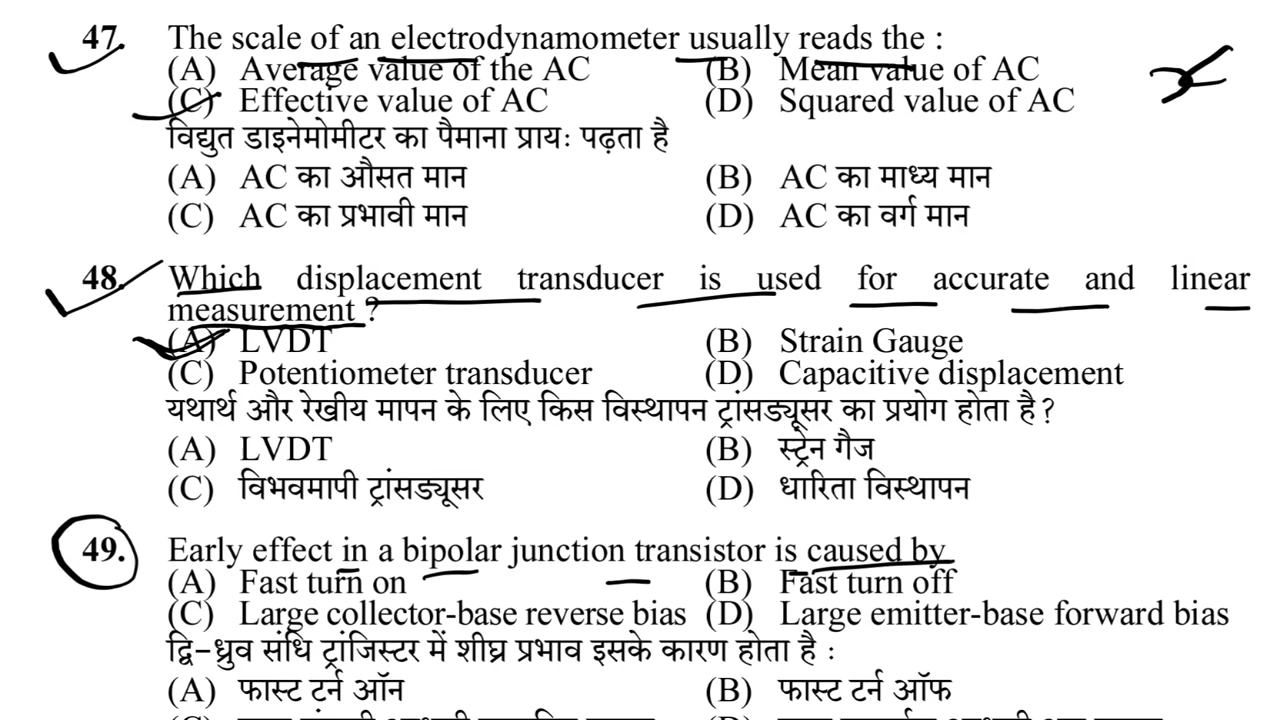 47. The scale of an electrodynamometer usually reads the :
(A) Average value of the AC (B) Mean value of AC
(C) Effective value of AC (D) Squared value of AC
विद्युत डाइनेमोमीटर का पैमाना प्रायः पढ़ता है
(A) AC का औसत मान (B) AC का माध्य मान
(C) AC का प्रभावी मान (D) AC का वर्ग मान
48. Which displacement transducer is used for accurate and linear
measurement ?
(A) LVDT (B) Strain Gauge
(C) Potentiometer transducer (D) Capacitive displacement
यथार्थ और रेखीय मापन के लिए किस विस्थापन ट्रांसड्यूसर का प्रयोग होता है ?
(A) LVDT (B) स्ट्रेन गैज
(C) विभवमापी ट्रांसड्यूसर (D) धारिता विस्थापन
49. Early effect in a bipolar junction transistor is caused by
(A) Fast turn on (B) Fast turn off
(C) Large collector-base reverse bias (D) Large emitter-base forward bias
द्वि–ध्रुव संधि ट्रांजिस्टर में शीघ्र प्रभाव इसके कारण होता है :
(A) फास्ट टर्न ऑन (B) फास्ट टर्न ऑफ